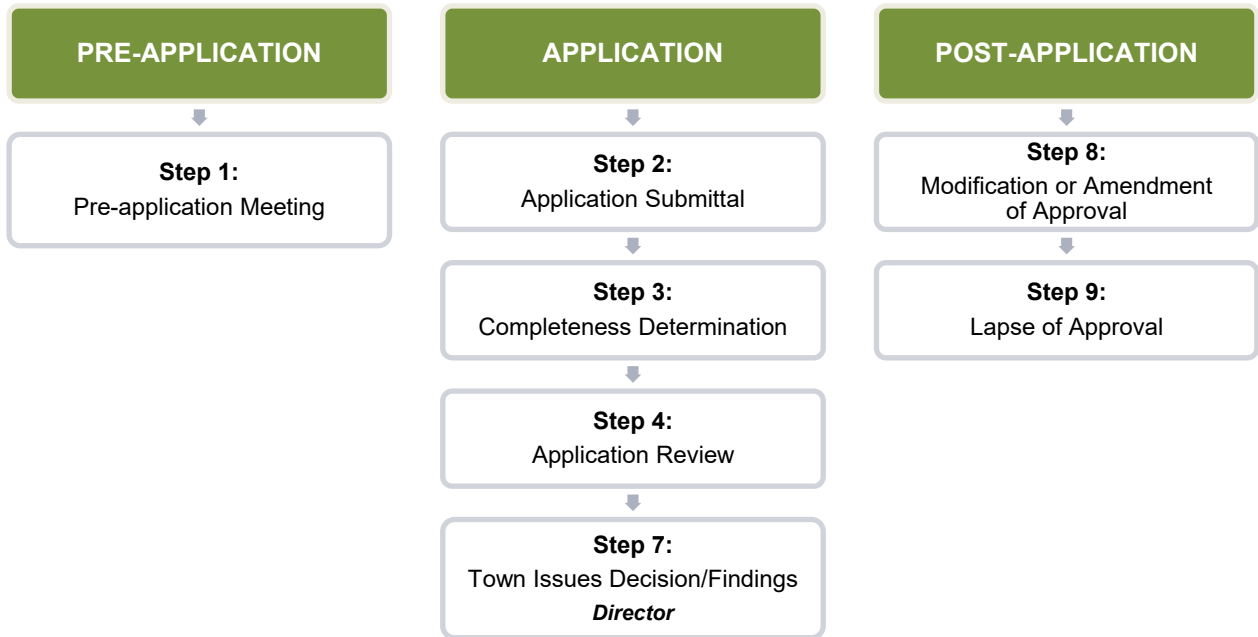 PRE-APPLICATION
Step 1:
Pre-application Meeting
APPLICATION
Step 2:
Application Submittal
Step 3:
Completeness Determination
Step 4:
Application Review
Step 7:
Town Issues Decision/Findings
Director
POST-APPLICATION
Step 8:
Modification or Amendment
of Approval
Step 9:
Lapse of Approval